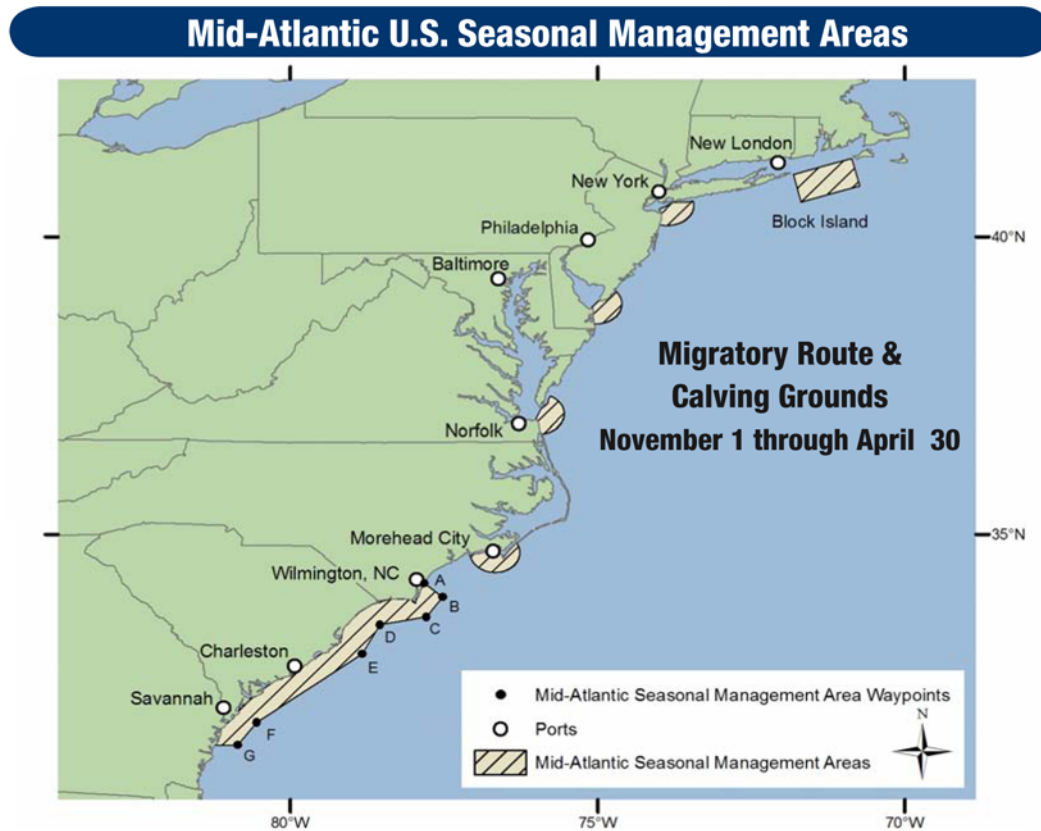 Mid-Atlantic U.S. Seasonal Management Areas
New London
New York
Block Island
Philadelphia
40°N
Baltimore
Migratory Route &
Calving Grounds
November 1 through April 30
Norfolk
Morehead City
35°N
Wilmington, NC
A
B
C
D
E
Charleston
Savannah
F
G
Mid-Atlantic Seasonal Management Area Waypoints
Ports
Mid-Atlantic Seasonal Management Areas
N
80°W
75°W
70°W